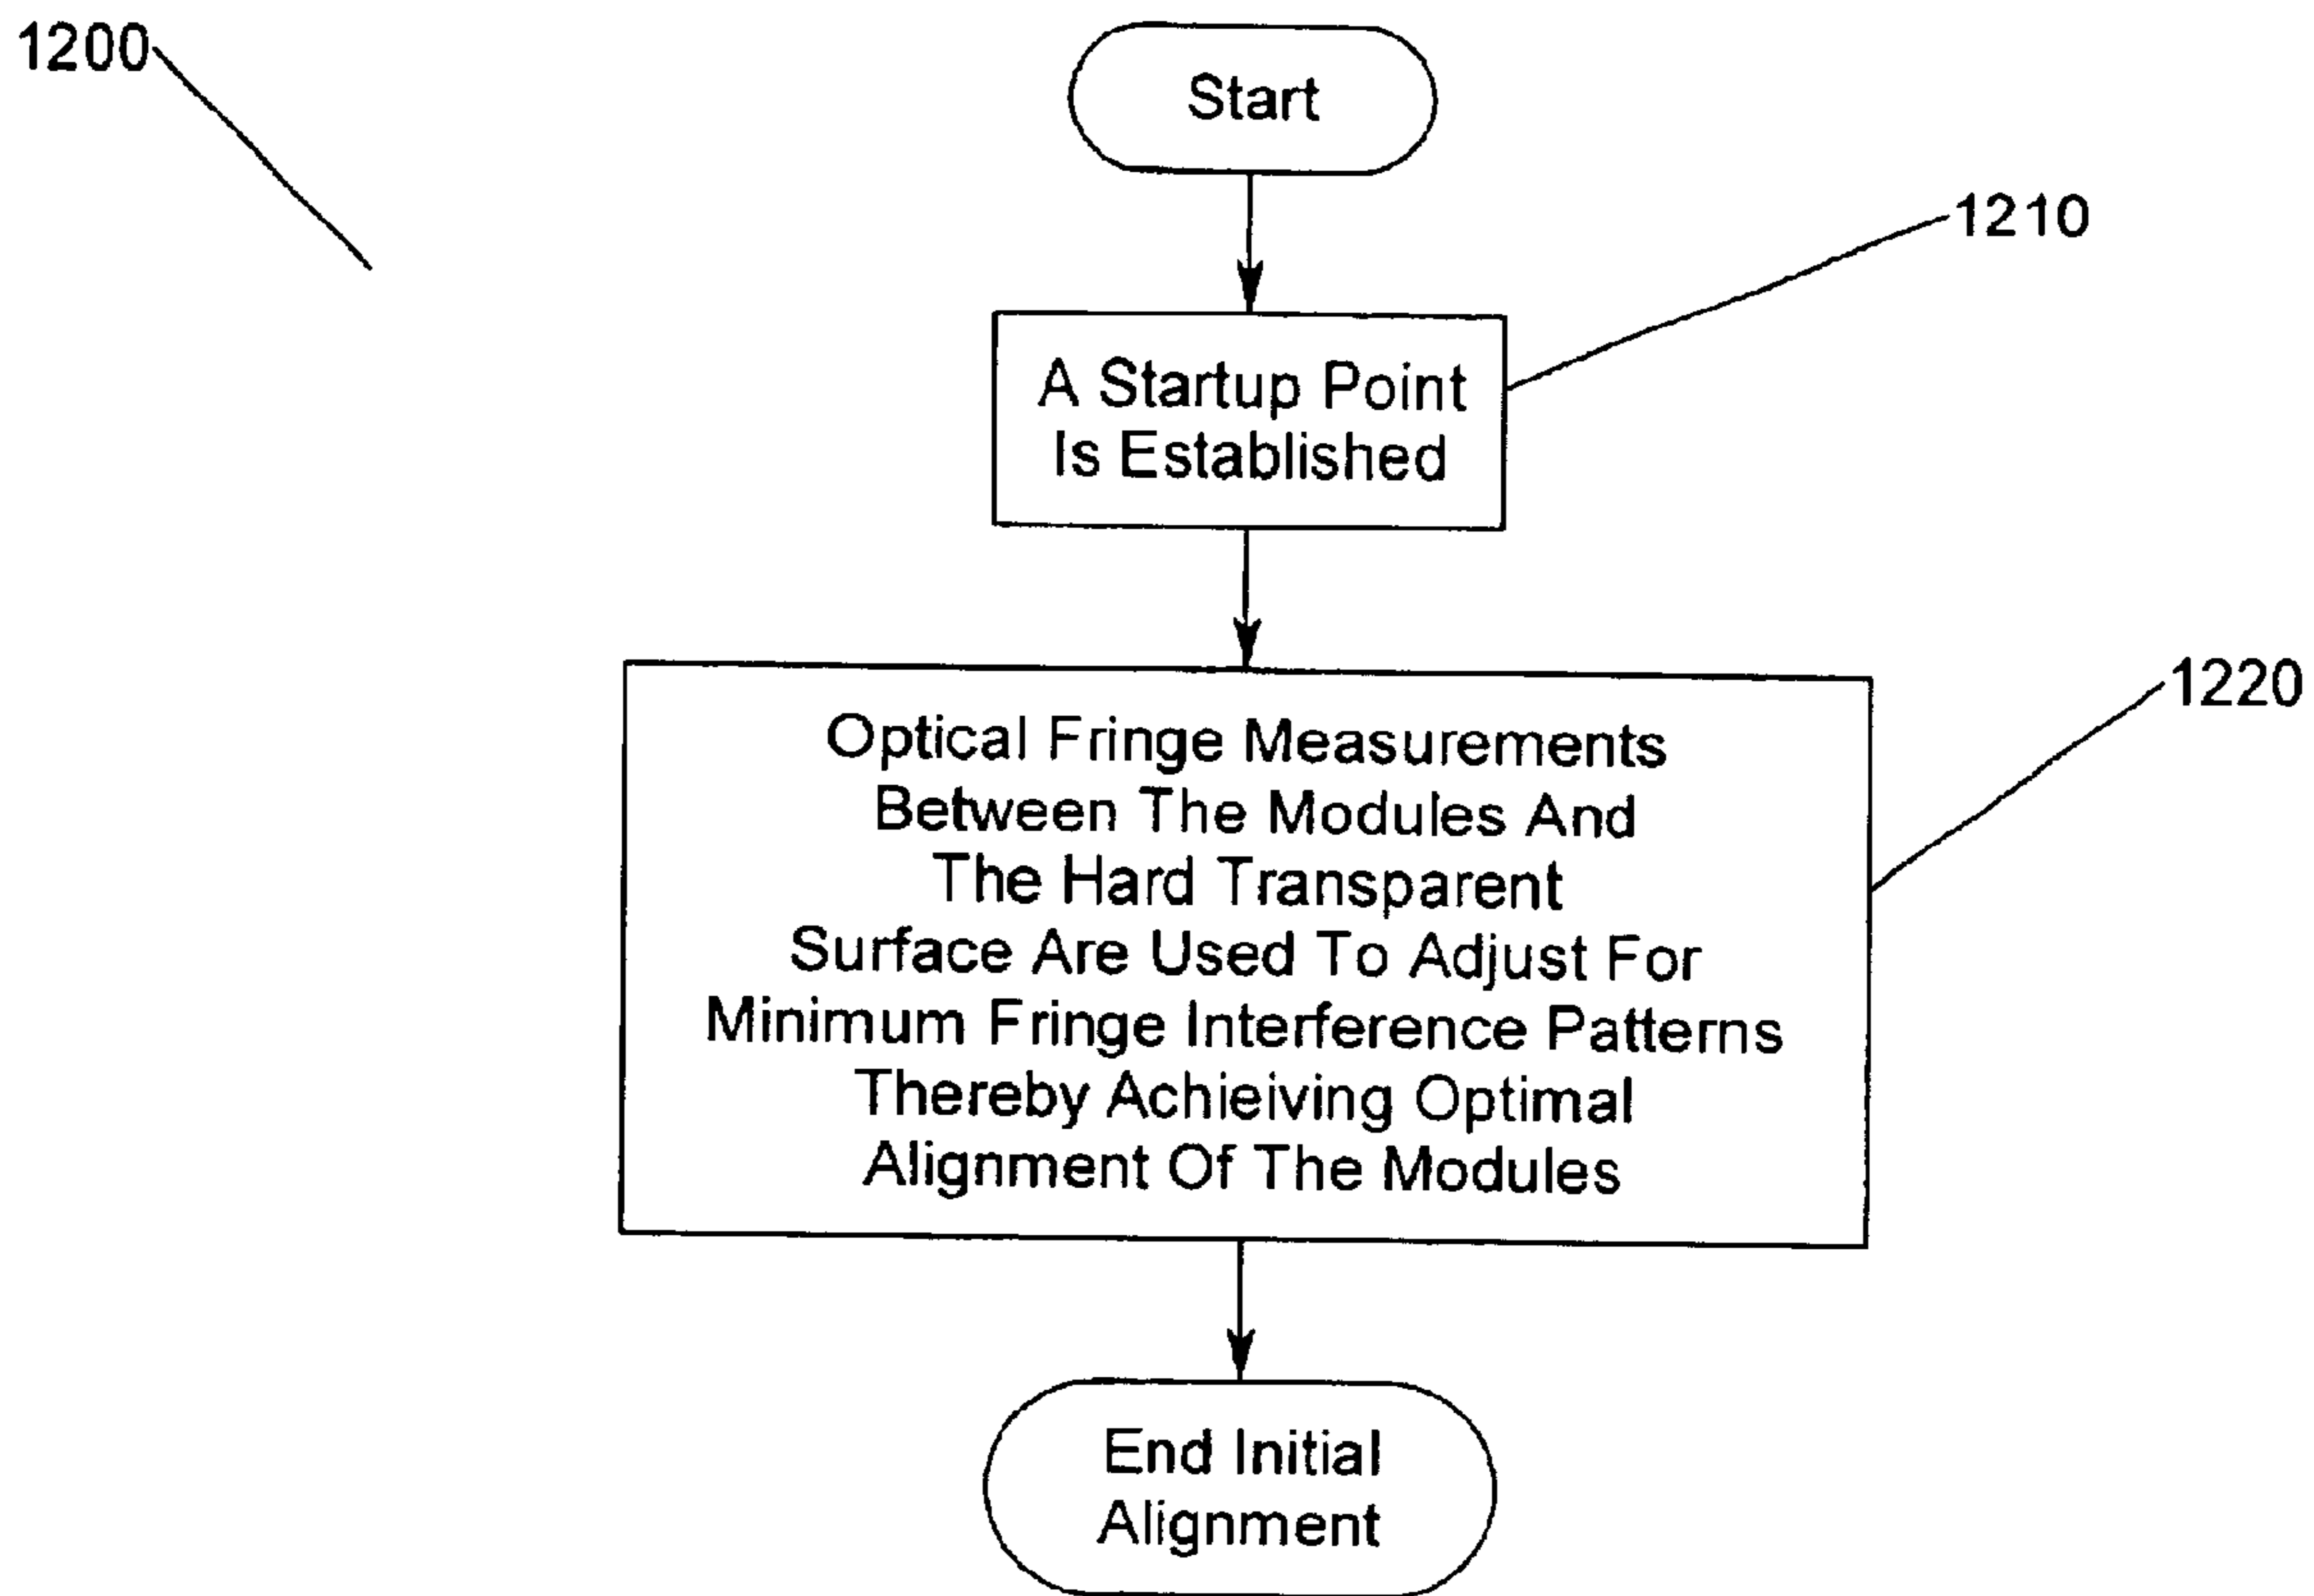 1200
Start
1210
A Startup Point
Is Established
1220
Optical Fringe Measurements
Between The Modules And
The Hard Transparent
Surface Are Used To Adjust For
Minimum Fringe Interference Patterns
Thereby Achieiving Optimal
Alignment Of The Modules
End Initial
Alignment